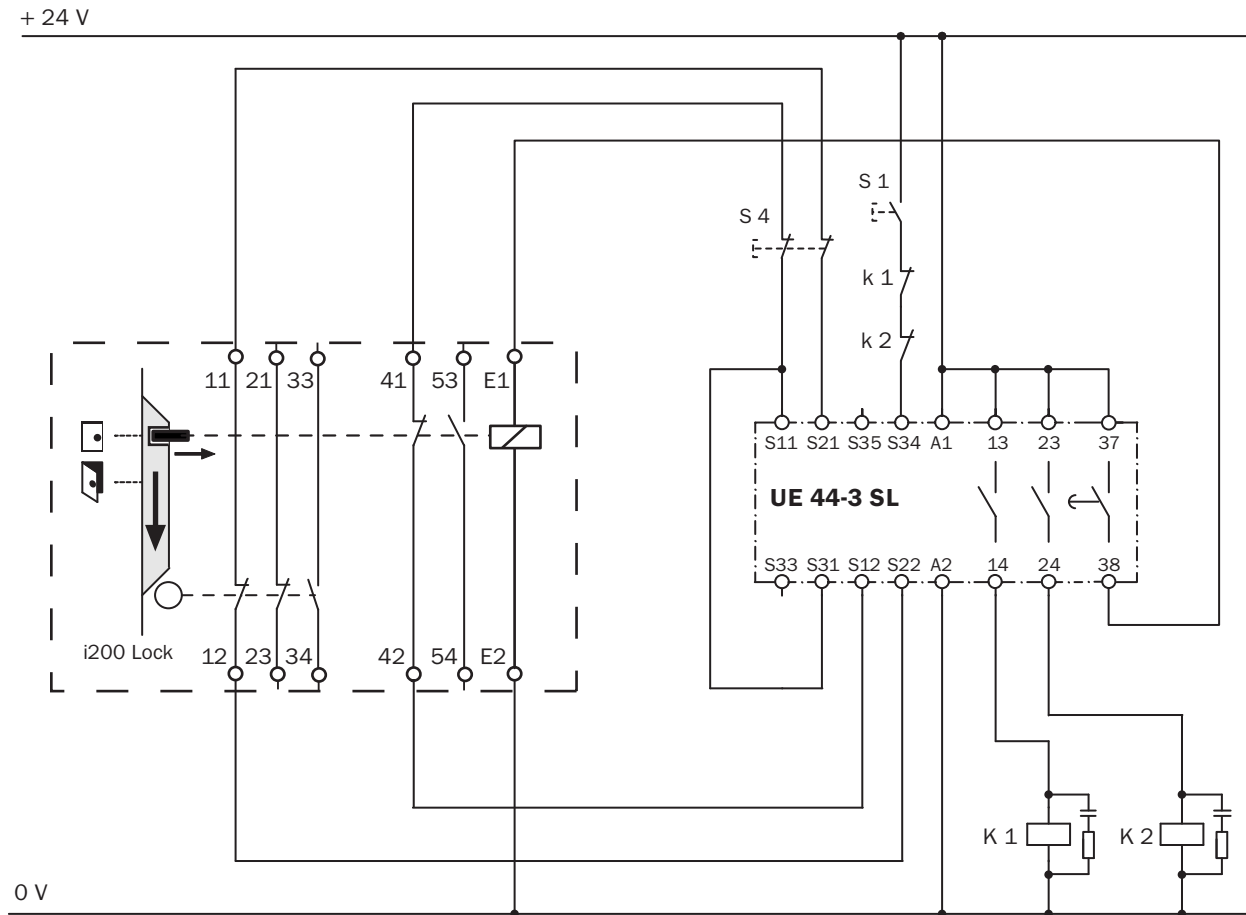 + 24 V
S 1
S 4
k 1
k 2
11 21 33 41 53 E1
S11 S21 S35 S34 A1 13 23 37
UE 44-3 SL
S33 S31 S12 S22 A2 14 24 38
i200 Lock
12 23 34 42 54 E2
K 1
K 2
0 V